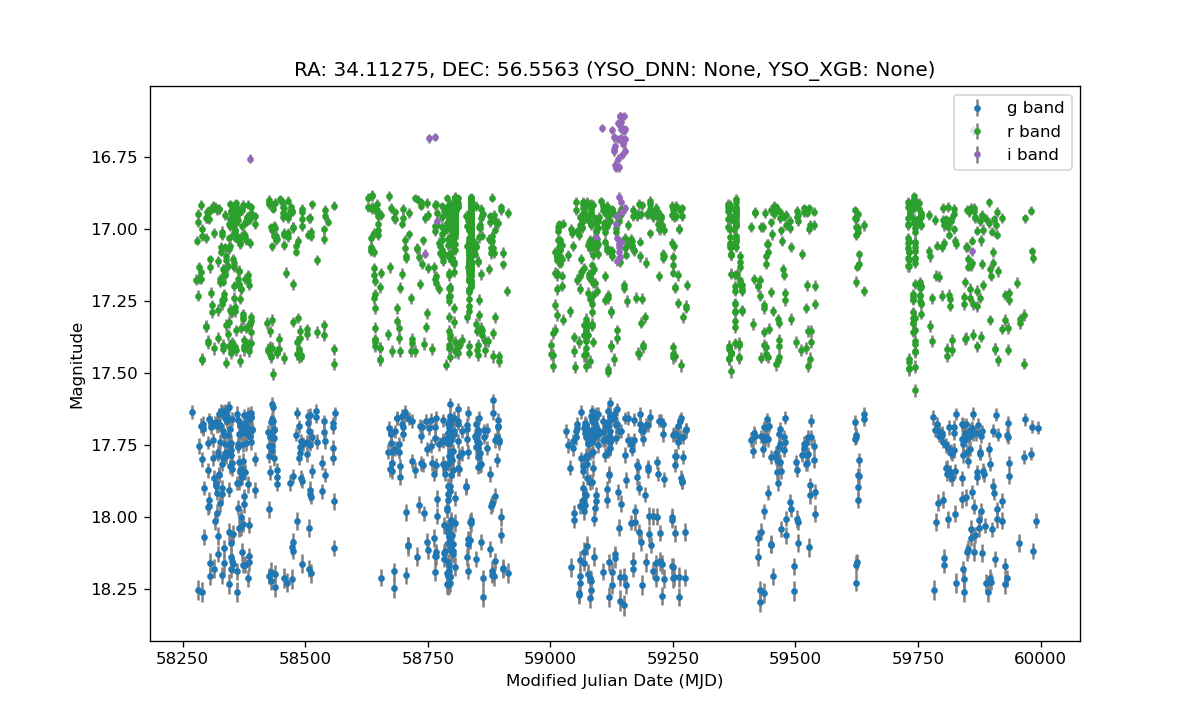 RA: 34.11275, DEC: 56.5563 (YSO_DNN: None, YSO_XGB: None)
g band
r band
i band
16.75
17.00
17.25
17.50
17.75
18.00
18.25
Magnitude
58250 58500 58750 59000 59250 59500 59750 60000
Modified Julian Date (MJD)